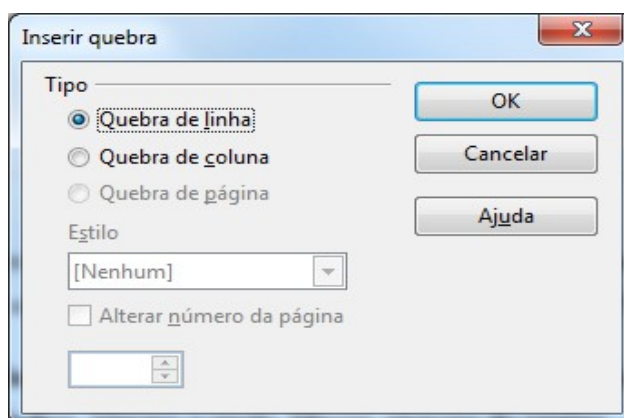 Inserir quebra
Tipo
Quebra de linha
Quebra de coluna
Quebra de página
Estilo
[Nenhum]
Alterar número da página
OK
Cancelar
Ajuda